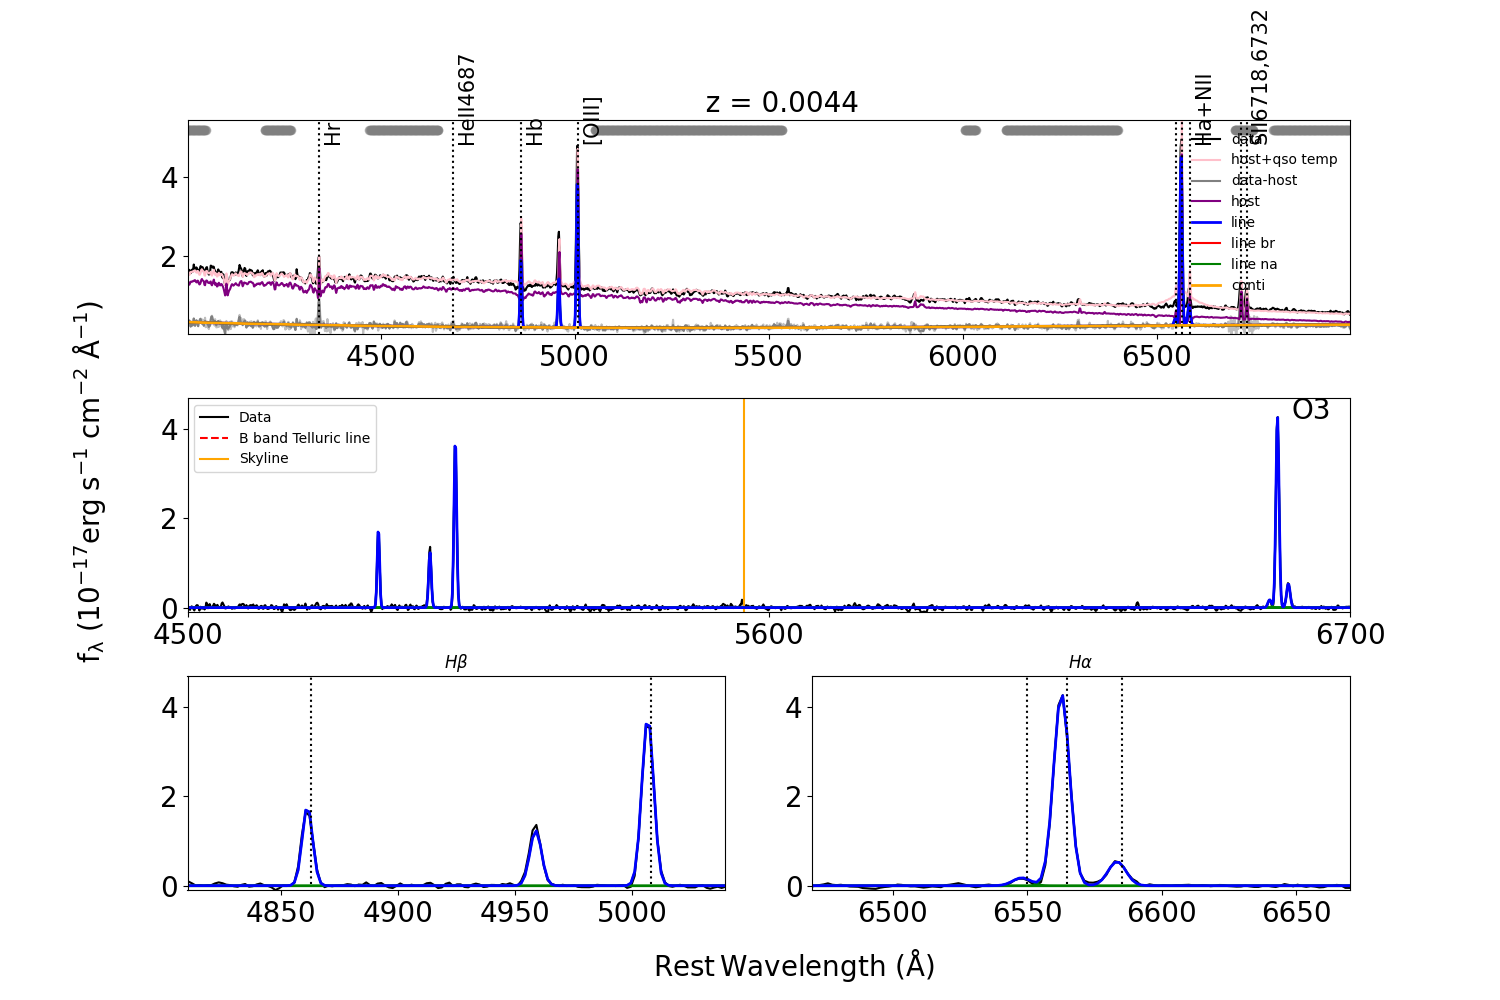 z = 0.0044
Hr
HeII4687
Hb
[OIII]
Ha+NII
SII6718,6732
data
host+qso temp
data-host
host
line
line br
line na
conti
4
2
4500
5000
5500
6000
6500
fλ (10−17erg s−1 cm−2 Å−1)
Data
B band Telluric line
Skyline
O3
4
2
0
4500
5600
6700
Hβ
4
2
0
4850
4900
4950
5000
Hα
4
2
0
6500
6550
6600
6650
Rest Wavelength (Å)